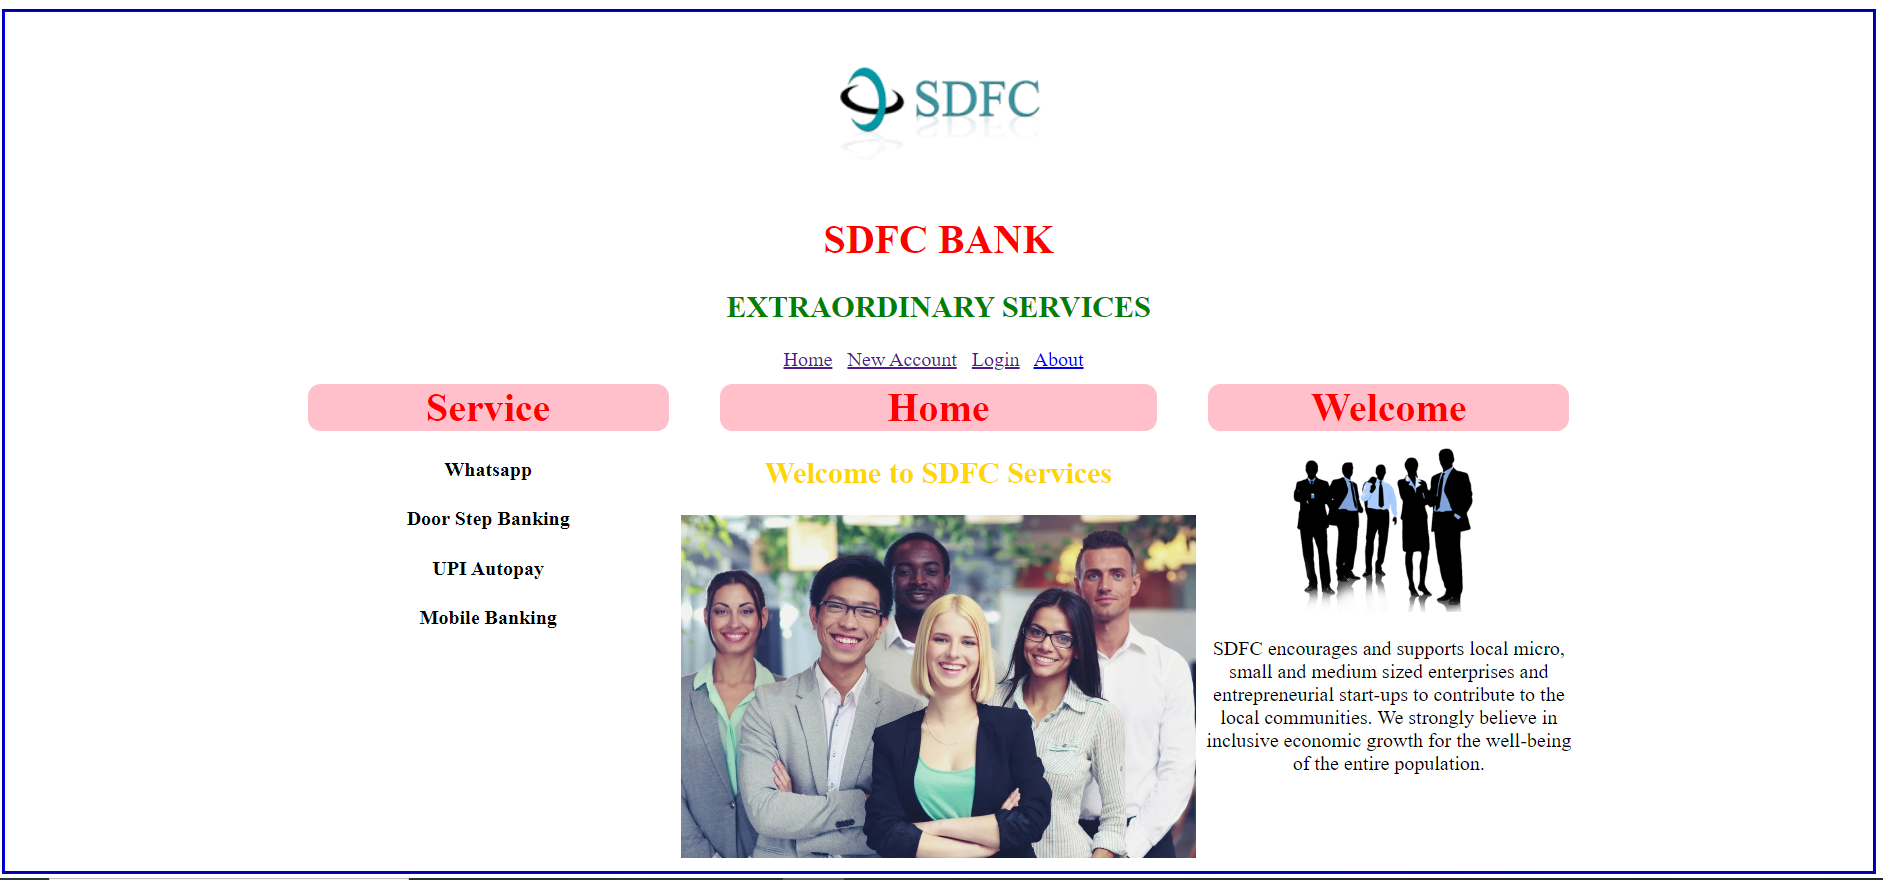 SDFC
SDFC BANK
EXTRAORDINARY SERVICES
Home New Account Login About
Service
Whatsapp
Door Step Banking
UPI Autopay
Mobile Banking
Home
Welcome to SDFC Services
Welcome
SDFC encourages and supports local micro,
small and medium sized enterprises and
entrepreneurial start-ups to contribute to the
local communities. We strongly believe in
inclusive economic growth for the well-being
of the entire population.